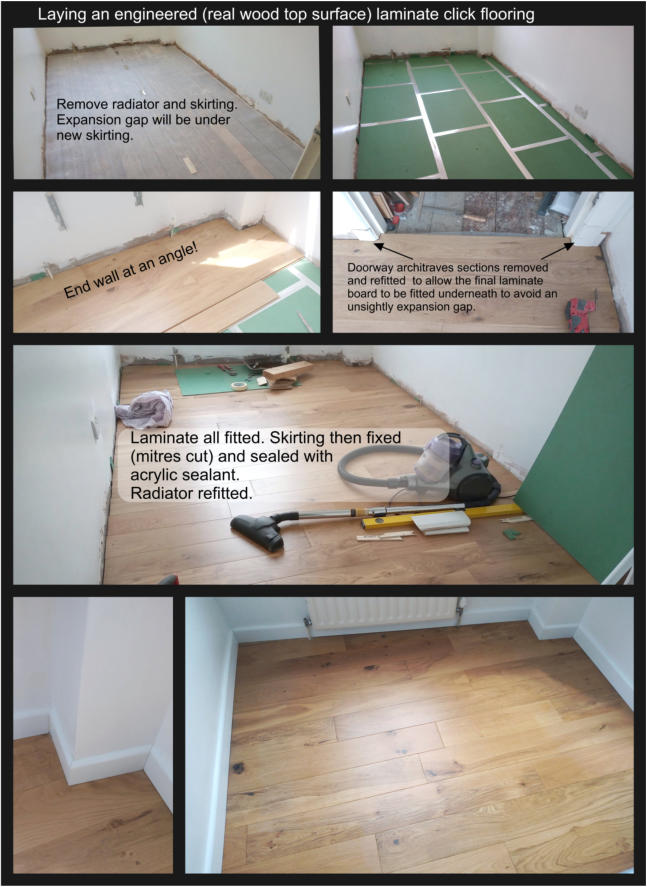 Laying an engineered (real wood top surface) laminate click flooring
Remove radiator and skirting.
Expansion gap will be under
new skirting.
End wall at an angle!
Doorway architraves sections removed
and refitted to allow the final laminate
board to be fitted underneath to avoid an
unsightly expansion gap.
Laminate all fitted. Skirting then fixed
(mitres cut) and sealed with
acrylic sealant.
Radiator refitted.